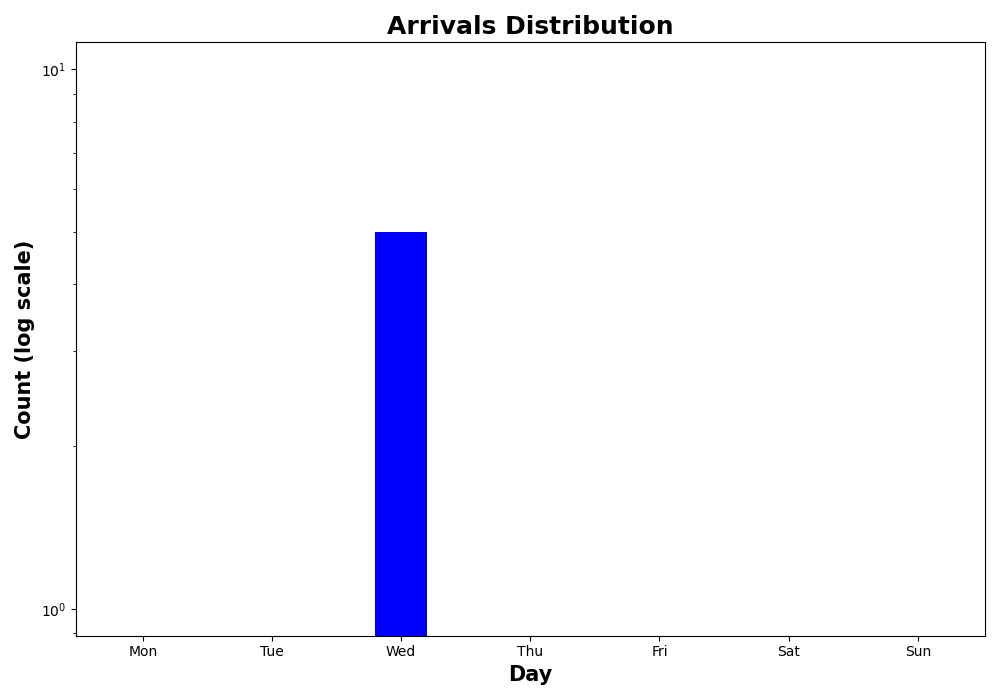 Arrivals Distribution
10¹
Count (log scale)
10⁰
Mon Tue Wed Thu Fri Sat Sun
Day